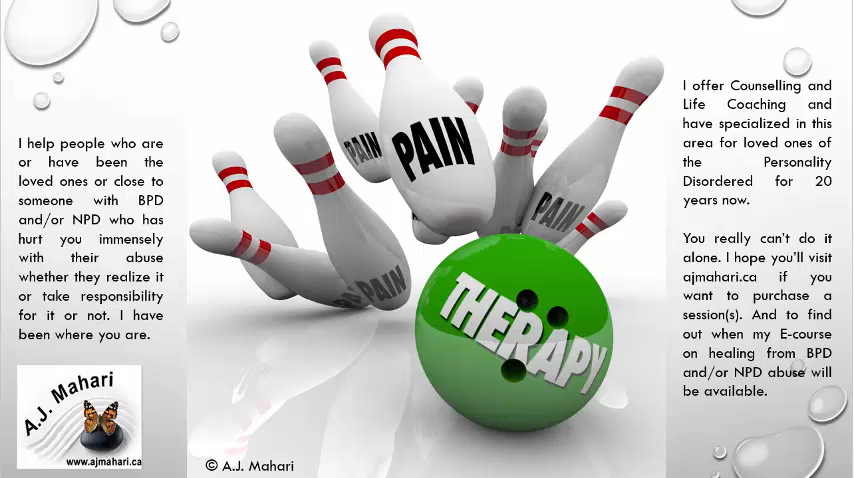 I help people who are
or have been the
loved ones or close to
someone with BPD
and/or NPD who has
hurt you immensely
with their abuse
whether they realize it
or take responsibility
for it or not. I have
been where you are.
A.J. Mahari
www.ajmahari.ca
PAIN
PAIN
PAIN
PAIN
THERAPY
© A.J. Mahari
I offer Counselling and
Life Coaching and
have specialized in this
area for loved ones of
the Personality
Disordered for 20
years now.
You really can't do it
alone. I hope you'll visit
ajmahari.ca if you
want to purchase a
session(s). And to find
out when my E-course
on healing from BPD
and/or NPD abuse will
be available.